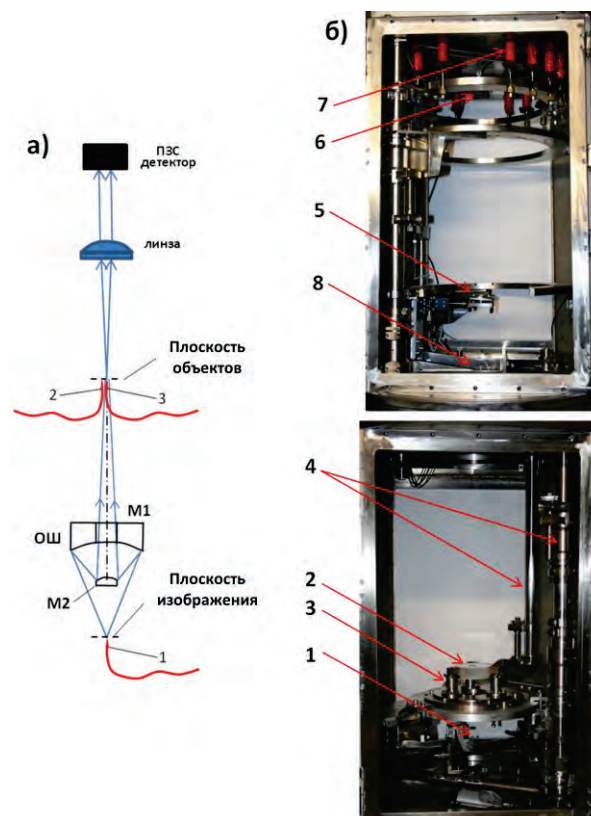 а)
ПЗС
детектор
линза
Плоскость
объектов
2
3
М1
ОШ
М2
Плоскость
изображения
1
б)
7
6
5
8
4
2
3
1